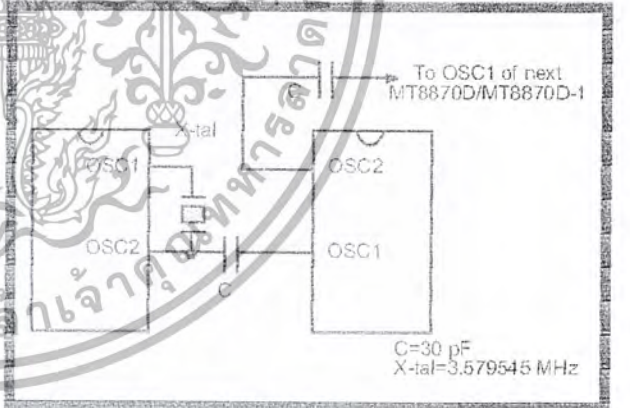 To OSC1 of next
MT8870D/MT8870D-1
C
X-tal
OSC1
OSC2
OSC2
OSC1
C
C=30 pF
X-tal=3.579545 MHz